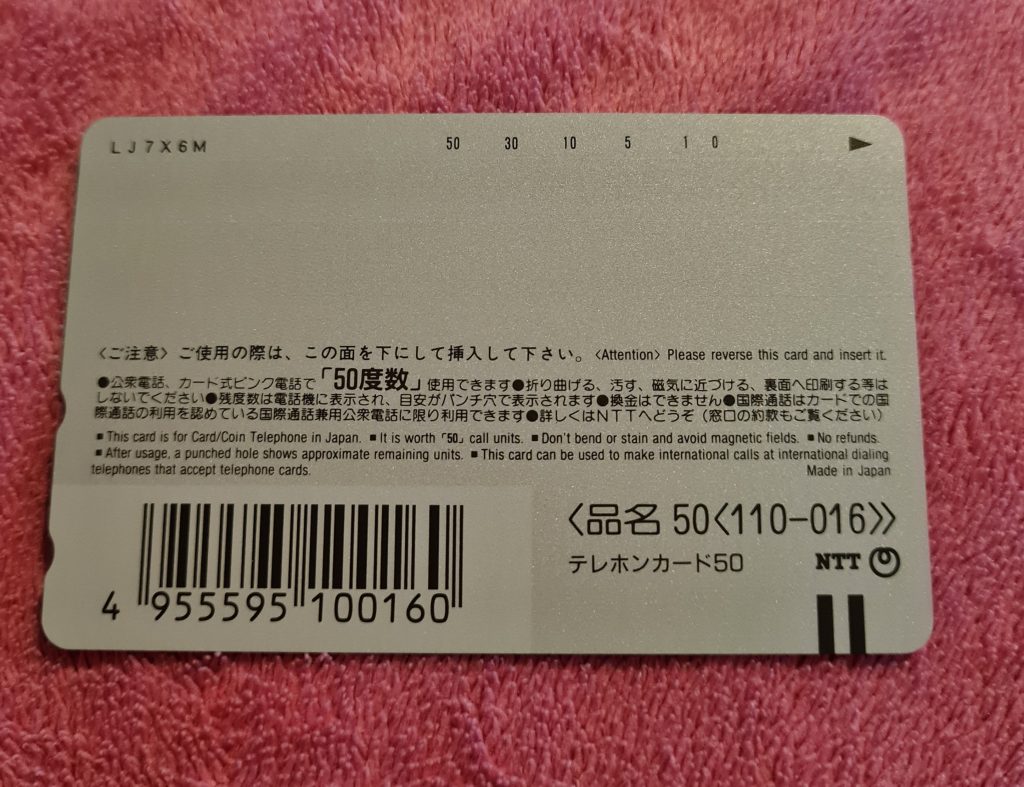 LJ7X6M 50 30 10 5 1 0
〈ご注意〉ご使用の際は、この面を下にして挿入して下さい。〈Attention〉Please reverse this card and insert it.
●公衆電話、カード式ピンク電話で「50度数」使用できます●折り曲げる、汚す、磁気に近づける、裏面へ印刷する等は
しないでください●残度数は電話機に表示され、目安がパンチ穴で表示されます●換金はできません●国際通話はカードでの国
際通話の利用を認めている国際通話兼用公衆電話に限り利用できます●詳しくはNTTへどうぞ（窓口の約款もご覧ください）
■This card is for Card/Coin Telephone in Japan. ■It is worth「50」call units. ■Don't bend or stain and avoid magnetic fields. ■No refunds.
■After usage, a punched hole shows approximate remaining units. ■This card can be used to make international calls at international dialing
telephones that accept telephone cards. Made in Japan
〈品名 50〈110-016》
テレホンカード50 NTT
4 955595 100160